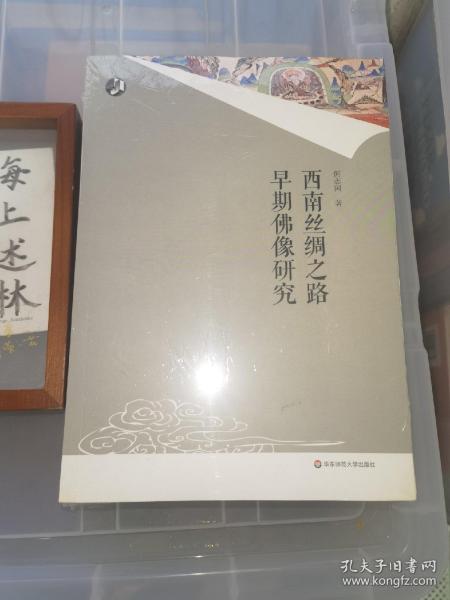 海上述林
何志国 著
西南丝绸之路
早期佛像研究
华东师范大学出版社
孔夫子旧书网
www.kongfz.com